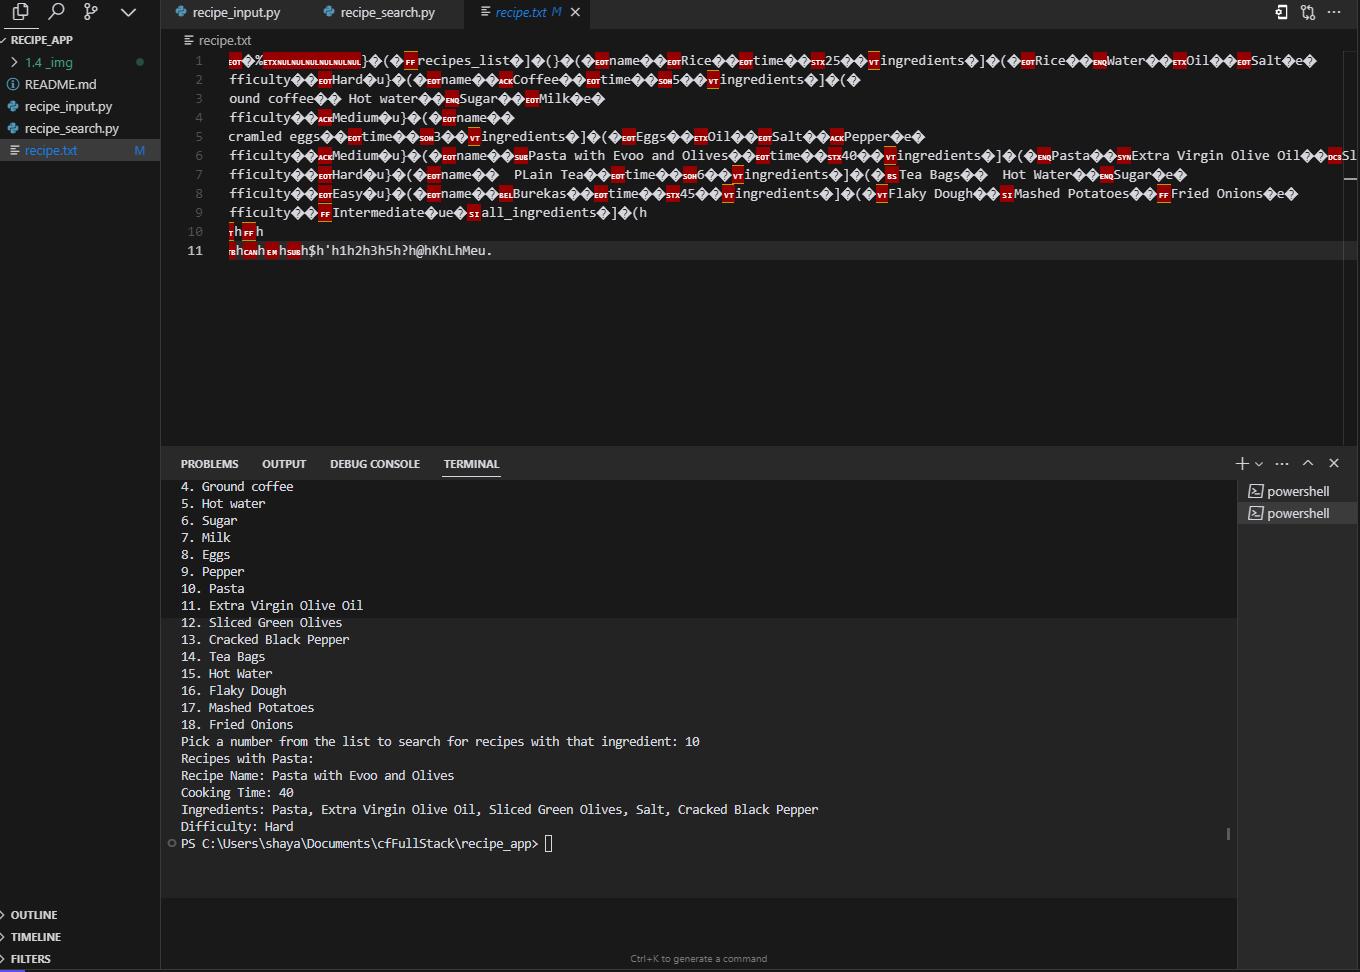 recipe_input.py
recipe_search.py
recipe.txt M
RECIPE_APP
1.4 _img
README.md
recipe_input.py
recipe_search.py
recipe.txt M
recipe.txt
1 EOT�%ETXNULNULNULNULNULNULNUL}�(�FFrecipes_list�]�(}�(�EOTname��EOTRice��EOTtime��STX25��VTingredients�]�(�EOTRice��ENQWater��ETXOil��EOTSalt�e�
2 fficulty��EOTHard�u}�(�EOTname��ACKCoffee��EOTtime��SOH5��VTingredients�]�(�
3 ound coffee�� Hot water��ENQSugar��EOTMilk�e�
4 fficulty��ACKMedium�u}�(�EOTname��
5 cramled eggs��EOTtime��SOH3��VTingredients�]�(�EOTEggs��ETXOil��EOTSalt��ACKPepper�e�
6 fficulty��ACKMedium�u}�(�EOTname��SUBPasta with Evoo and Olives��EOTtime��STX40��VTingredients�]�(�ENQPasta��SYNExtra Virgin Olive Oil��DC3Sl
7 fficulty��EOTHard�u}�(�EOTname��  PLain Tea��EOTtime��SOH6��VTingredients�]�(�BSTea Bags��  Hot Water��ENQSugar�e�
8 fficulty��EOTEasy�u}�(�EOTname��BELBurekas��EOTtime��STX45��VTingredients�]�(�VTFlaky Dough��SIMashed Potatoes��FFFried Onions�e�
9 fficulty��FFIntermediate�ue�SIall_ingredients�]�(h
10 hFFh
11 hCANhEMhSUBh$h'h1h2h3h5h?h@hKhLhMeu.
PROBLEMS OUTPUT DEBUG CONSOLE TERMINAL
powershell
powershell
4. Ground coffee
5. Hot water
6. Sugar
7. Milk
8. Eggs
9. Pepper
10. Pasta
11. Extra Virgin Olive Oil
12. Sliced Green Olives
13. Cracked Black Pepper
14. Tea Bags
15. Hot Water
16. Flaky Dough
17. Mashed Potatoes
18. Fried Onions
Pick a number from the list to search for recipes with that ingredient: 10
Recipes with Pasta:
Recipe Name: Pasta with Evoo and Olives
Cooking Time: 40
Ingredients: Pasta, Extra Virgin Olive Oil, Sliced Green Olives, Salt, Cracked Black Pepper
Difficulty: Hard
PS C:\Users\shaya\Documents\cfFullStack\recipe_app>
OUTLINE
TIMELINE
FILTERS
Ctrl+K to generate a command